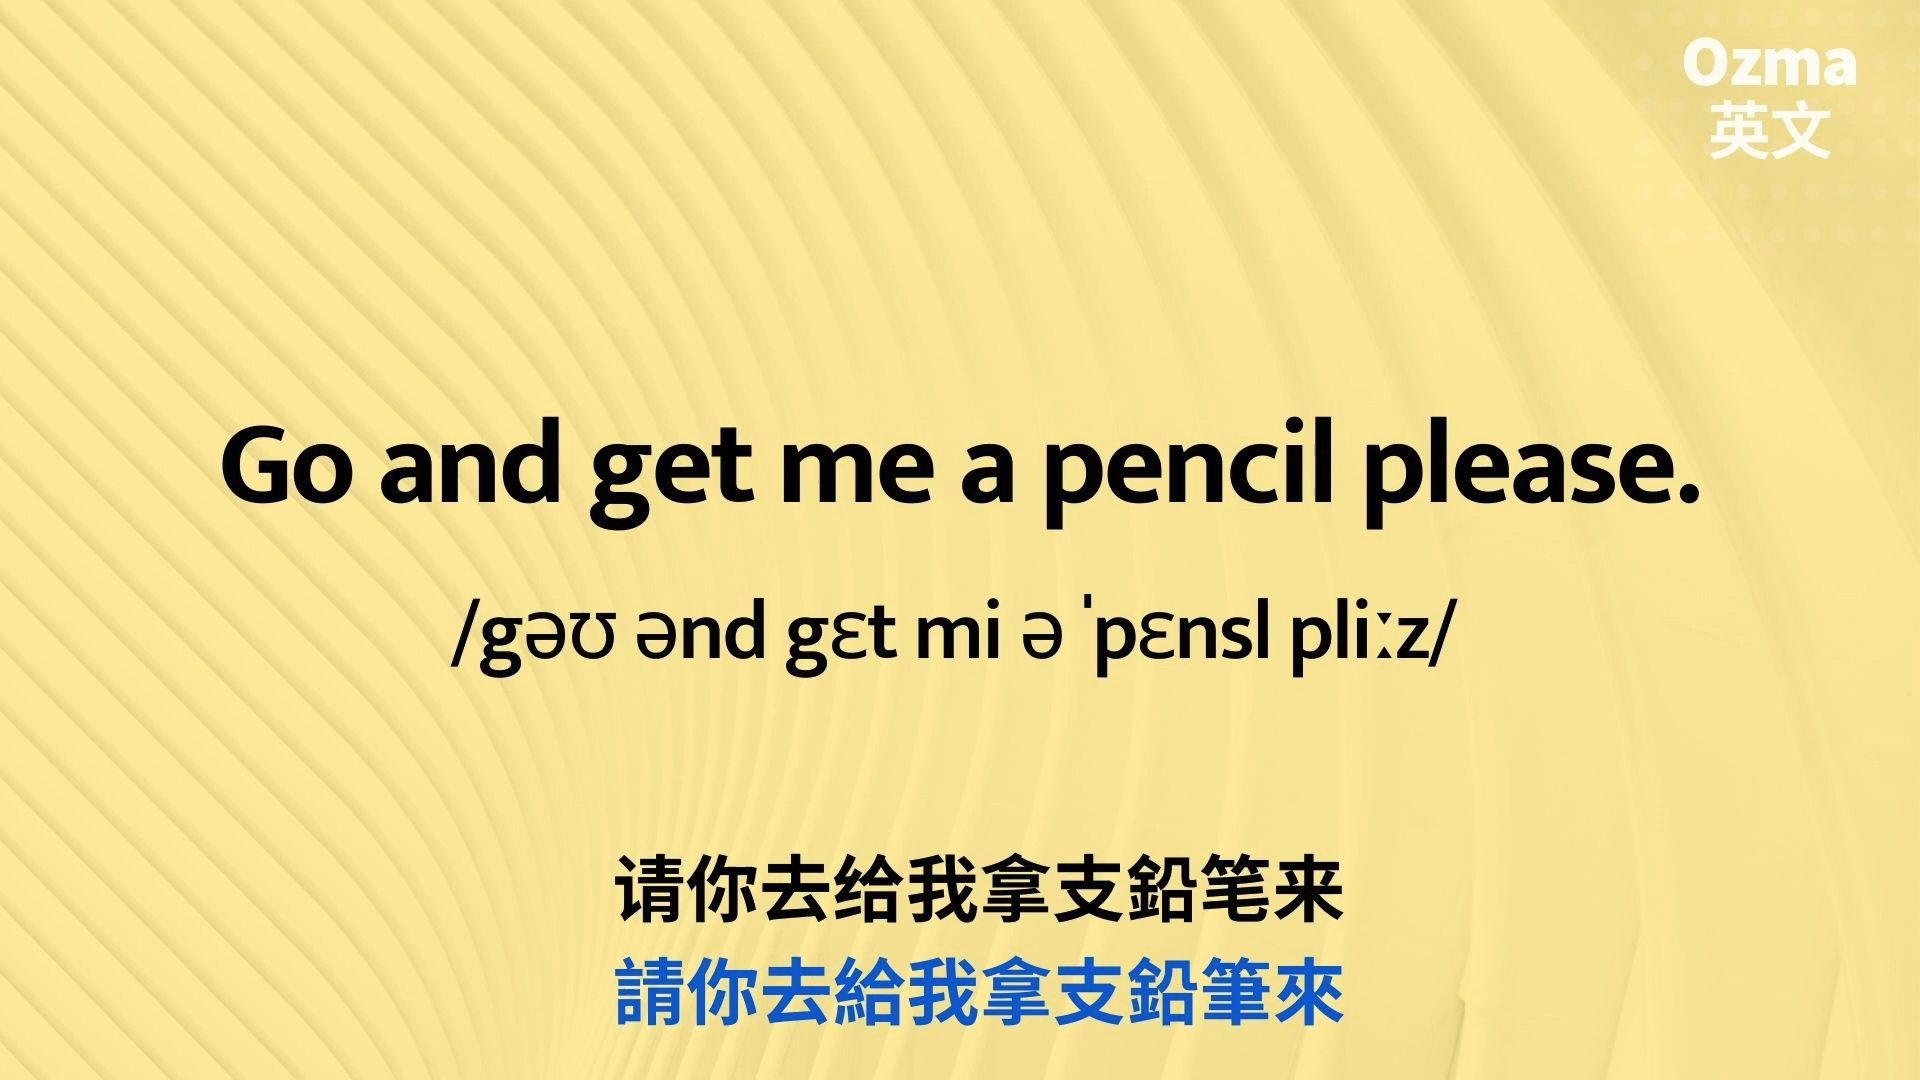 Ozma
英文
Go and get me a pencil please.
/gəʊ ənd gɛt mi ə ˈpɛnsl pliːz/
请你去给我拿支鉛笔来
請你去給我拿支鉛筆來